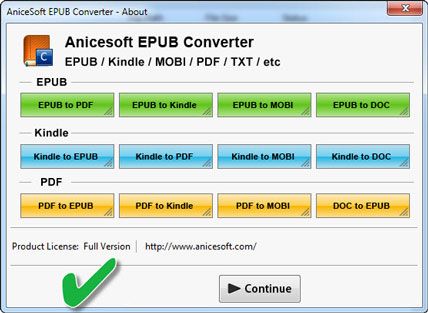 AniceSoft EPUB Converter - About
Anicesoft EPUB Converter
EPUB / Kindle / MOBI / PDF / TXT / etc
EPUB
EPUB to PDF EPUB to Kindle EPUB to MOBI EPUB to DOC
Kindle
Kindle to EPUB Kindle to PDF Kindle to MOBI Kindle to DOC
PDF
PDF to EPUB PDF to Kindle PDF to MOBI DOC to EPUB
Product License: Full Version http://www.anicesoft.com/
Continue